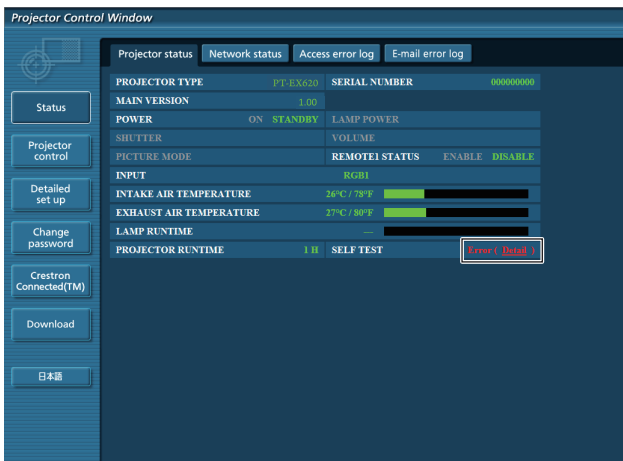 Projector Control Window
Projector status Network status Access error log E-mail error log
Status
Projector control
Detailed set up
Change password
Crestron Connected(TM)
Download
日本語
PROJECTOR TYPE PT-EX620 SERIAL NUMBER 000000000
MAIN VERSION 1.00
POWER ON STANDBY LAMP POWER
SHUTTER VOLUME
PICTURE MODE REMOTE1 STATUS ENABLE DISABLE
INPUT RGB1
INTAKE AIR TEMPERATURE 26°C / 78°F
EXHAUST AIR TEMPERATURE 27°C / 80°F
LAMP RUNTIME ---
PROJECTOR RUNTIME 1 H SELF TEST Error ( Detail )